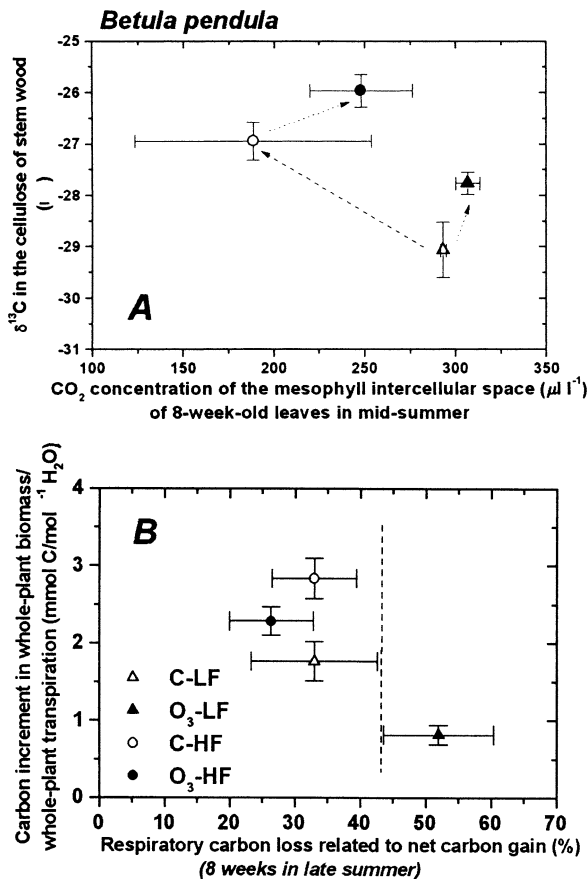 Betula pendula
δ¹³C in the cellulose of stem wood
(I )
-25
-26
-27
-28
-29
-30
-31
A
100 150 200 250 300 350
CO₂ concentration of the mesophyll intercellular space (µl l⁻¹)
of 8-week-old leaves in mid-summer
Carbon increment in whole-plant biomass/
whole-plant transpiration (mmol C/mol ⁻¹ H₂O)
4
3
2
1
0
B
C-LF
O₃-LF
C-HF
O₃-HF
0 10 20 30 40 50 60 70
Respiratory carbon loss related to net carbon gain (%)
(8 weeks in late summer)